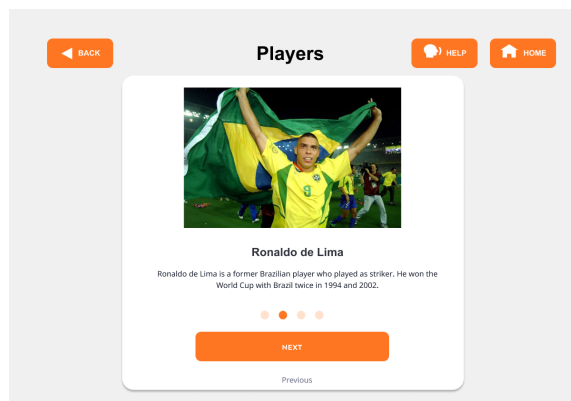 BACK
Players
HELP
HOME
9
Ronaldo de Lima
Ronaldo de Lima is a former Brazilian player who played as striker. He won the
World Cup with Brazil twice in 1994 and 2002.
NEXT
Previous